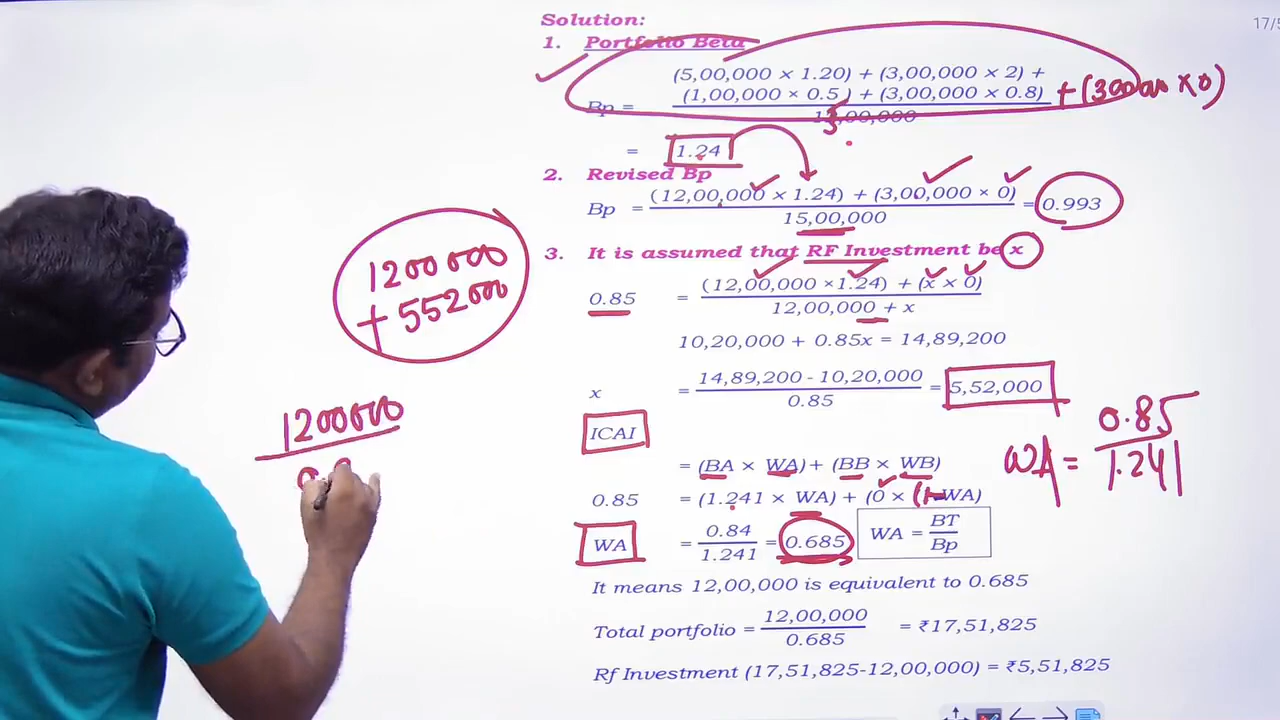 17/5
Solution:
1. Portfolio Beta
(5,00,000 × 1.20) + (3,00,000 × 2) +
Bp = (1,00,000 × 0.5) + (3,00,000 × 0.8) + (300000 × 0)
,00,000
= 1.24
2. Revised Bp
Bp = (12,00,000 × 1.24) + (3,00,000 × 0) = 0.993
15,00,000
3. It is assumed that RF Investment be x
0.85 = (12,00,000 ×1.24) + (x × 0)
12,00,000 + x
10,20,000 + 0.85x = 14,89,200
x = 14,89,200 - 10,20,000 = 5,52,000
0.85
ICAI
= (BA × WA) + (BB × WB)
0.85 = (1.241 × WA) + (0 × (1-WA)
WA = 0.84 = 0.685
1.241
WA = BT
Bp
It means 12,00,000 is equivalent to 0.685
Total portfolio = 12,00,000 = ₹17,51,825
0.685
Rf Investment (17,51,825-12,00,000) = ₹5,51,825
1200000
+ 552000
1200000
WA = 0.85
1.241